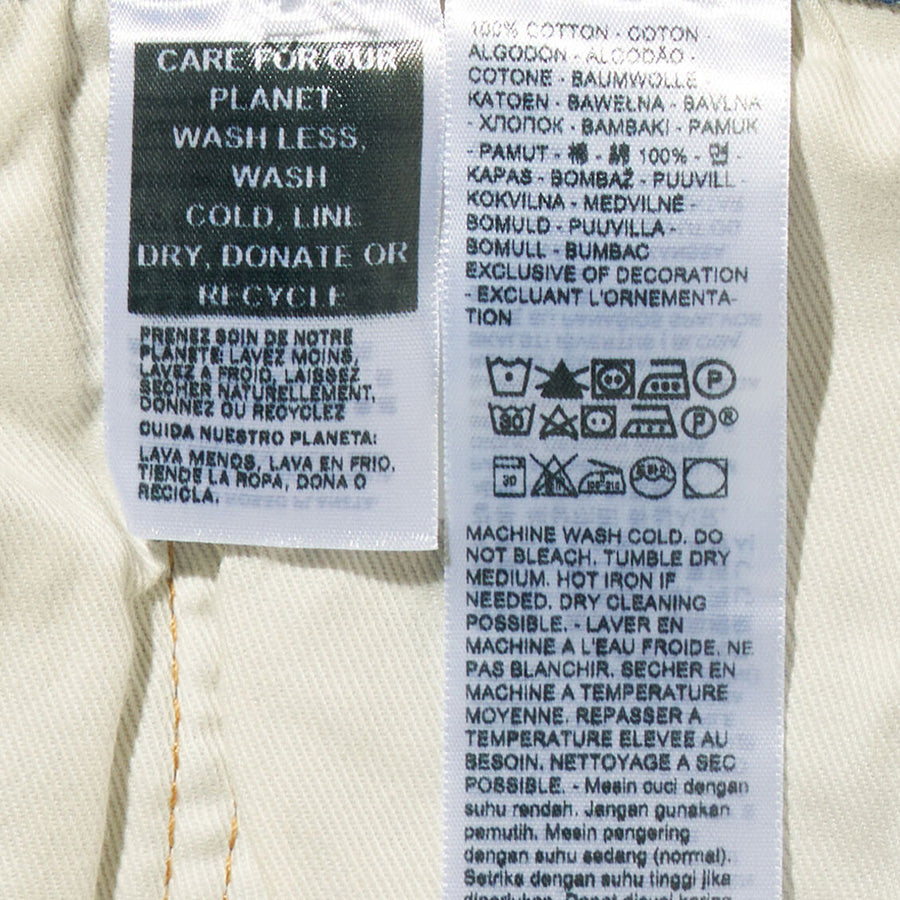 CARE FOR OUR
PLANET:
WASH LESS,
WASH
COLD, LINE
DRY, DONATE OR
RECYCLE
PRENEZ SOIN DE NOTRE
PLANETE: LAVEZ MOINS,
LAVEZ A FROID, LAISSEZ
SECHER NATURELLEMENT,
DONNEZ OU RECYCLEZ
CUIDA NUESTRO PLANETA:
LAVA MENOS, LAVA EN FRIO,
TIENDE LA ROPA, DONA O
RECICLA.
100% COTTON - COTON -
ALGODON - ALGODÃO -
COTONE - BAUMWOLLE -
KATOEN - BAWEŁNA - BAVLNA
- ХЛОПОК - BAMBAKI - PAMUK
- PAMUT - 棉 - 綿 100% - 면 -
KAPAS - BOMBAŽ - PUUVILL -
KOKVILNA - MEDVILNĖ -
BOMULD - PUUVILLA -
BOMULL - BUMBAC
EXCLUSIVE OF DECORATION
- EXCLUANT L'ORNEMENTA-
TION
P
30 P ®
30
MACHINE WASH COLD. DO
NOT BLEACH. TUMBLE DRY
MEDIUM. HOT IRON IF
NEEDED. DRY CLEANING
POSSIBLE. - LAVER EN
MACHINE A L'EAU FROIDE. NE
PAS BLANCHIR. SECHER EN
MACHINE A TEMPERATURE
MOYENNE. REPASSER A
TEMPERATURE ELEVEE AU
BESOIN. NETTOYAGE A SEC
POSSIBLE. - Mesin cuci dengan
suhu rendah. Jangan gunakan
pemutih. Mesin pengering
dengan suhu sedang (normal).
Setrika dengan suhu tinggi jika